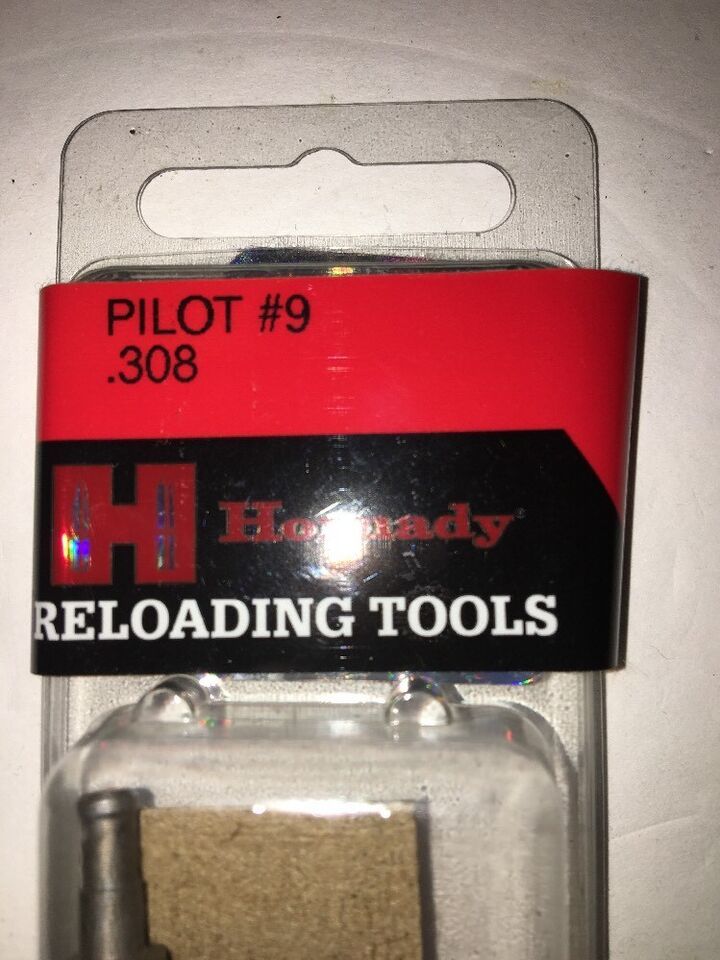 PILOT #9
.308
H Hornady®
RELOADING TOOLS